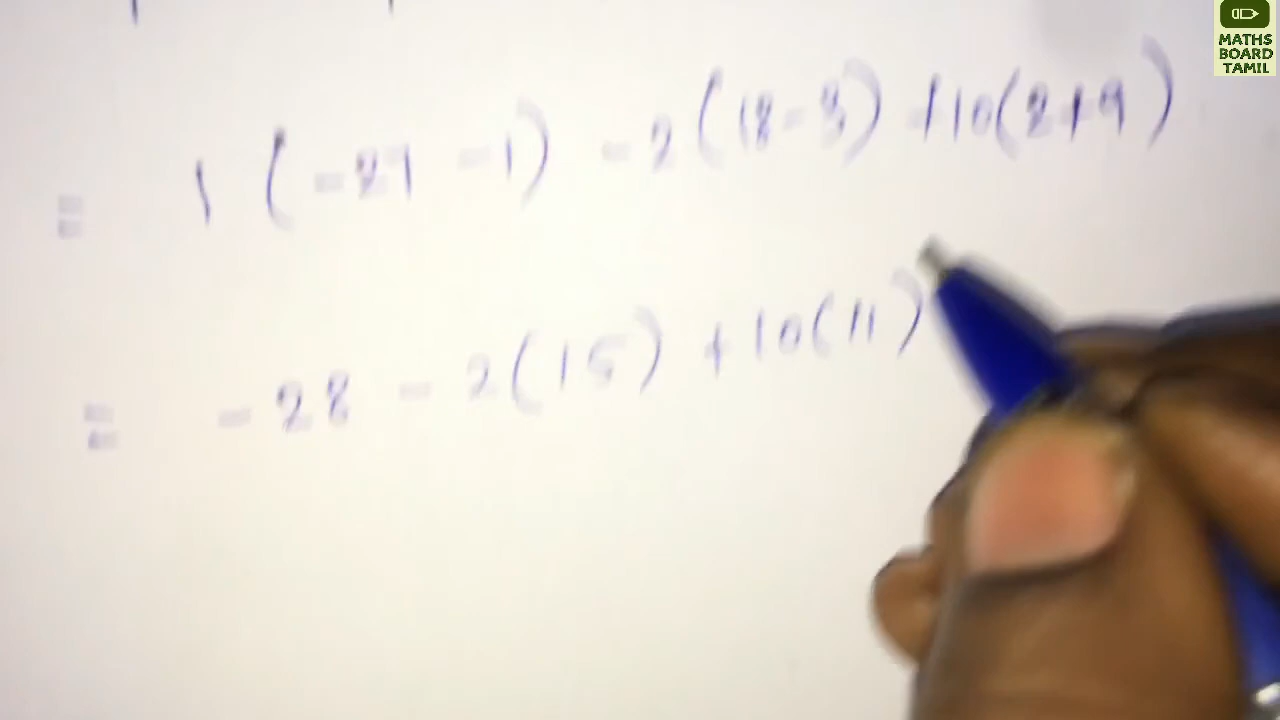 MATHS
BOARD
TAMIL
= 1 (-27 -1) -2 (18-3) +10(2+9)
= -28 - 2(15) + 10(11)